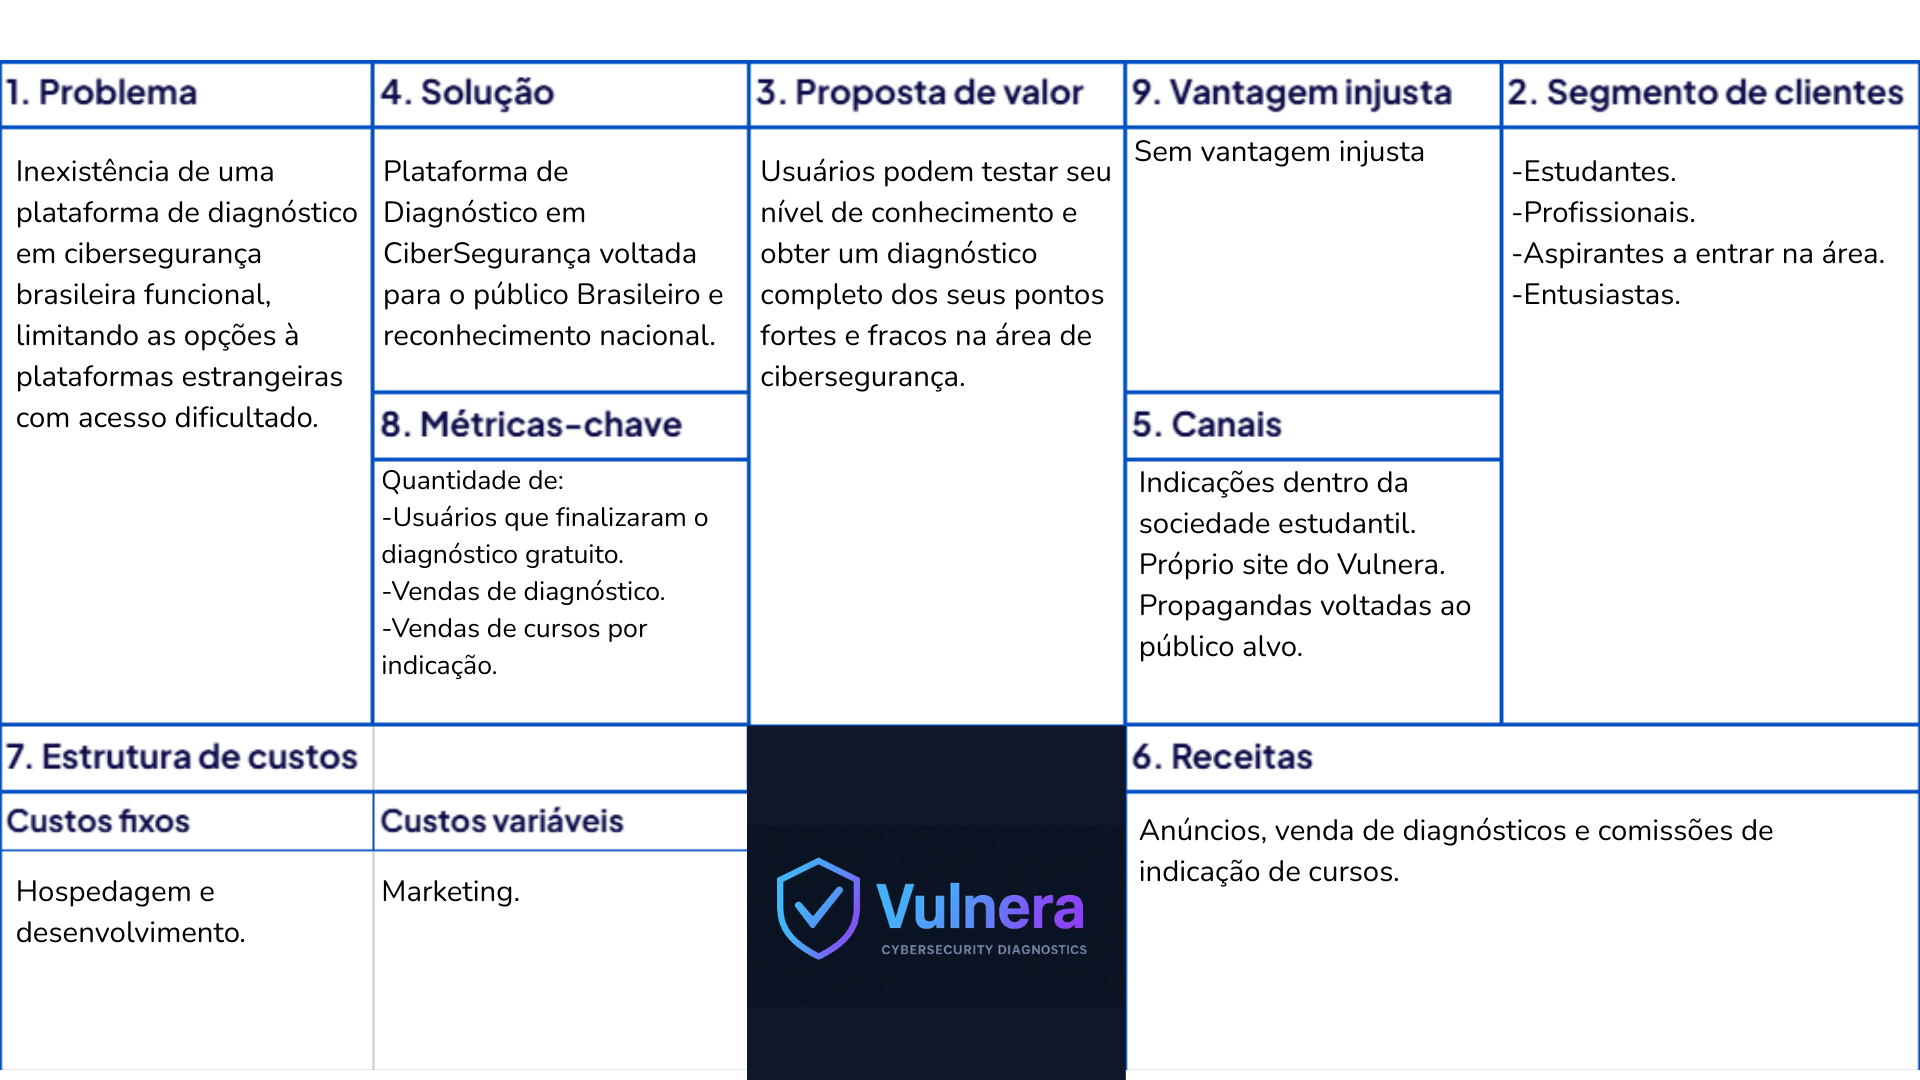 1. Problema
Inexistência de uma
plataforma de diagnóstico
em cibersegurança
brasileira funcional,
limitando as opções à
plataformas estrangeiras
com acesso dificultado.
4. Solução
Plataforma de
Diagnóstico em
CiberSegurança voltada
para o público Brasileiro e
reconhecimento nacional.
8. Métricas-chave
Quantidade de:
-Usuários que finalizaram o
diagnóstico gratuito.
-Vendas de diagnóstico.
-Vendas de cursos por
indicação.
3. Proposta de valor
Usuários podem testar seu
nível de conhecimento e
obter um diagnóstico
completo dos seus pontos
fortes e fracos na área de
cibersegurança.
9. Vantagem injusta
Sem vantagem injusta
5. Canais
Indicações dentro da
sociedade estudantil.
Próprio site do Vulnera.
Propagandas voltadas ao
público alvo.
2. Segmento de clientes
-Estudantes.
-Profissionais.
-Aspirantes a entrar na área.
-Entusiastas.
7. Estrutura de custos
Custos fixos
Hospedagem e
desenvolvimento.
Custos variáveis
Marketing.
Vulnera
CYBERSECURITY DIAGNOSTICS
6. Receitas
Anúncios, venda de diagnósticos e comissões de
indicação de cursos.